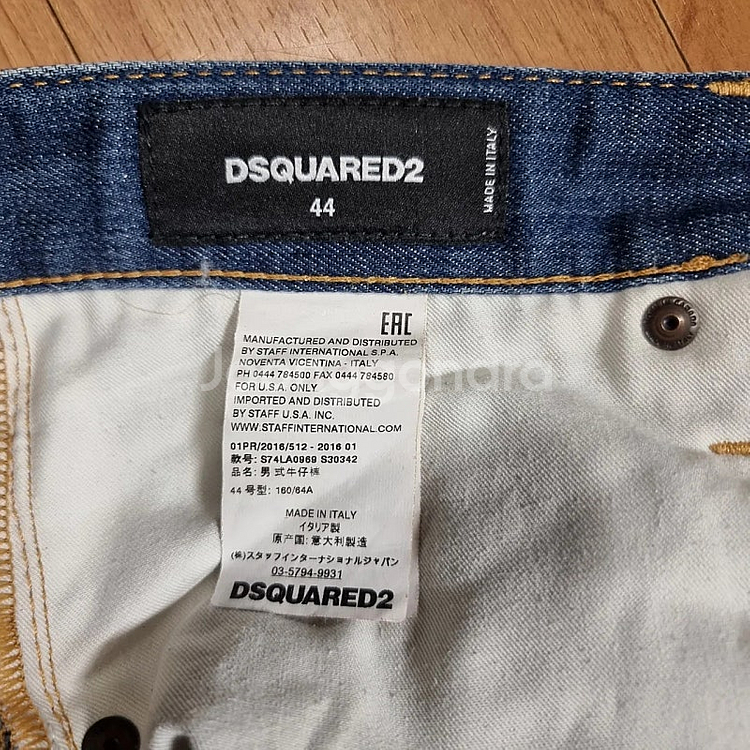 DSQUARED2
44
MADE IN ITALY
EAC
MANUFACTURED AND DISTRIBUTED
BY STAFF INTERNATIONAL S.P.A.
NOVENTA VICENTINA - ITALY
PH 0444 784500 FAX 0444 784580
FOR U.S.A. ONLY
IMPORTED AND DISTRIBUTED
BY STAFF U.S.A. INC.
WWW.STAFFINTERNATIONAL.COM
01PR/2016/512 - 2016 01
款号: S74LA0969 S30342
品名: 男式牛仔裤
44 号型: 160/64A
MADE IN ITALY
イタリア製
原产国: 意大利製造
(株)スタッフインターナショナルジャパン
03-5794-9931
DSQUARED2